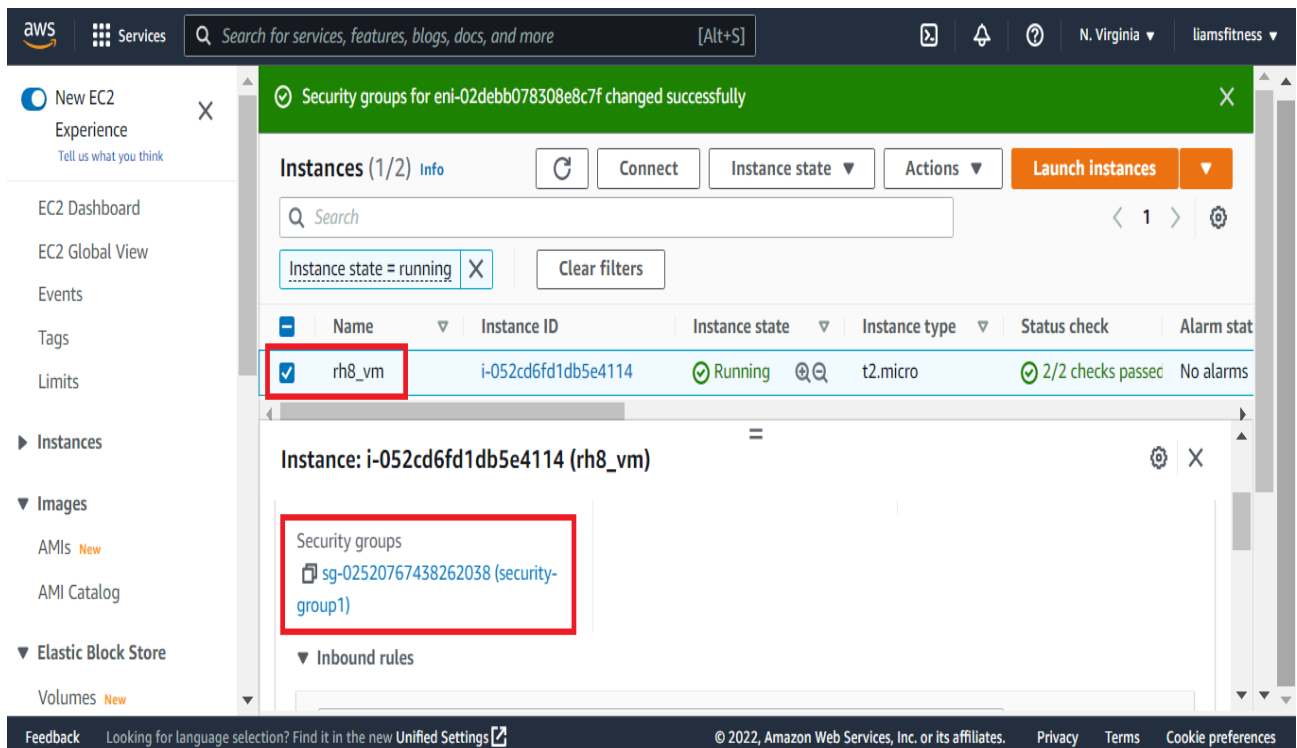 aws
Services
Search for services, features, blogs, docs, and more
[Alt+S]
N. Virginia
liamsfitness
New EC2
Experience
Tell us what you think
EC2 Dashboard
EC2 Global View
Events
Tags
Limits
Instances
Images
AMIs New
AMI Catalog
Elastic Block Store
Volumes New
Security groups for eni-02debb078308e8c7f changed successfully
Instances (1/2) Info
Connect
Instance state
Actions
Launch instances
Search
1
Instance state = running
Clear filters
Name Instance ID Instance state Instance type Status check Alarm stat
rh8_vm i-052cd6fd1db5e4114 Running t2.micro 2/2 checks passed No alarms
Instance: i-052cd6fd1db5e4114 (rh8_vm)
Security groups
sg-02520767438262038 (security-
group1)
Inbound rules
Feedback Looking for language selection? Find it in the new Unified Settings © 2022, Amazon Web Services, Inc. or its affiliates. Privacy Terms Cookie preferences